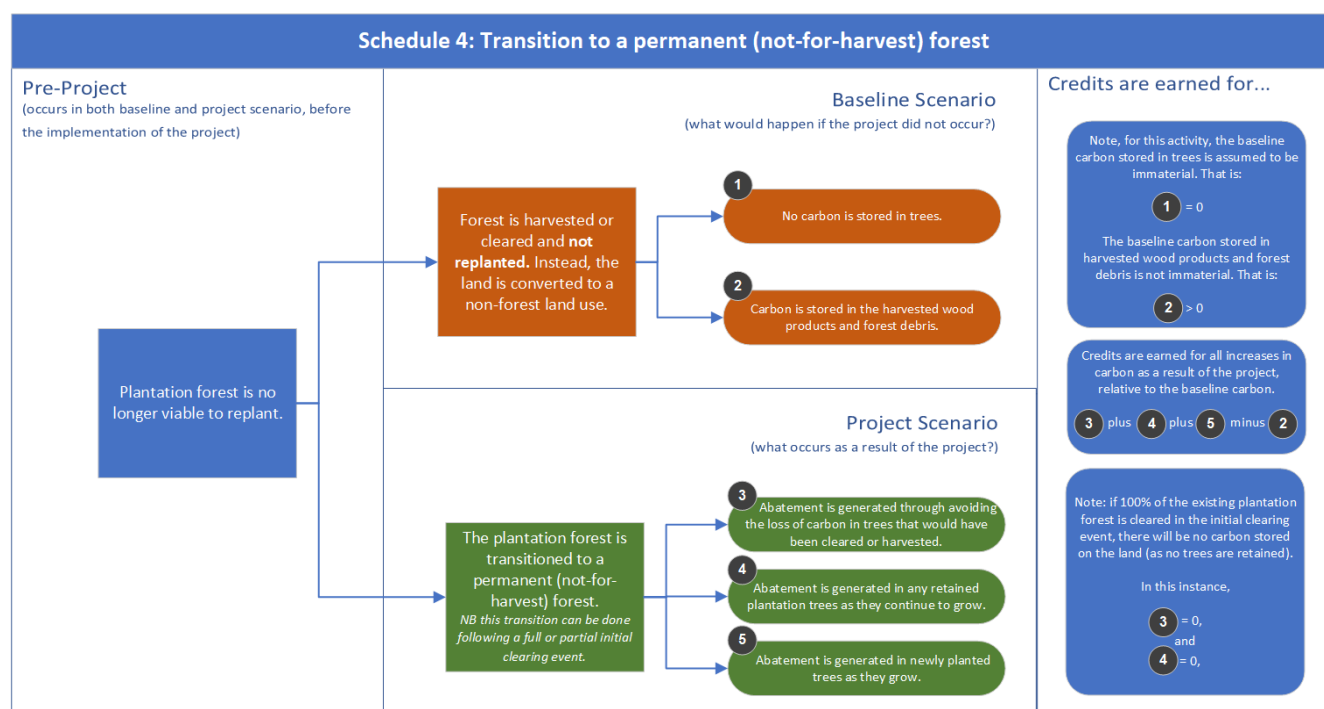 Schedule 4: Transition to a permanent (not-for-harvest) forest
Pre-Project
(occurs in both baseline and project scenario, before
the implementation of the project)
Plantation forest is no
longer viable to replant.
Baseline Scenario
(what would happen if the project did not occur?)
Forest is harvested or
cleared and not
replanted. Instead, the
land is converted to a
non-forest land use.
1
No carbon is stored in trees.
2
Carbon is stored in the harvested wood
products and forest debris.
Project Scenario
(what occurs as a result of the project?)
The plantation forest is
transitioned to a
permanent (not-for-
harvest) forest.
NB this transition can be done
following a full or partial initial
clearing event.
3
Abatement is generated through avoiding
the loss of carbon in trees that would have
been cleared or harvested.
4
Abatement is generated in any retained
plantation trees as they continue to grow.
5
Abatement is generated in newly planted
trees as they grow.
Credits are earned for...
Note, for this activity, the baseline
carbon stored in trees is assumed to be
immaterial. That is:
1 = 0
The baseline carbon stored in
harvested wood products and forest
debris is not immaterial. That is:
2 > 0
Credits are earned for all increases in
carbon as a result of the project,
relative to the baseline carbon.
3 plus 4 plus 5 minus 2
Note: if 100% of the existing plantation
forest is cleared in the initial clearing
event, there will be no carbon stored
on the land (as no trees are retained).
In this instance,
3 = 0,
and
4 = 0,